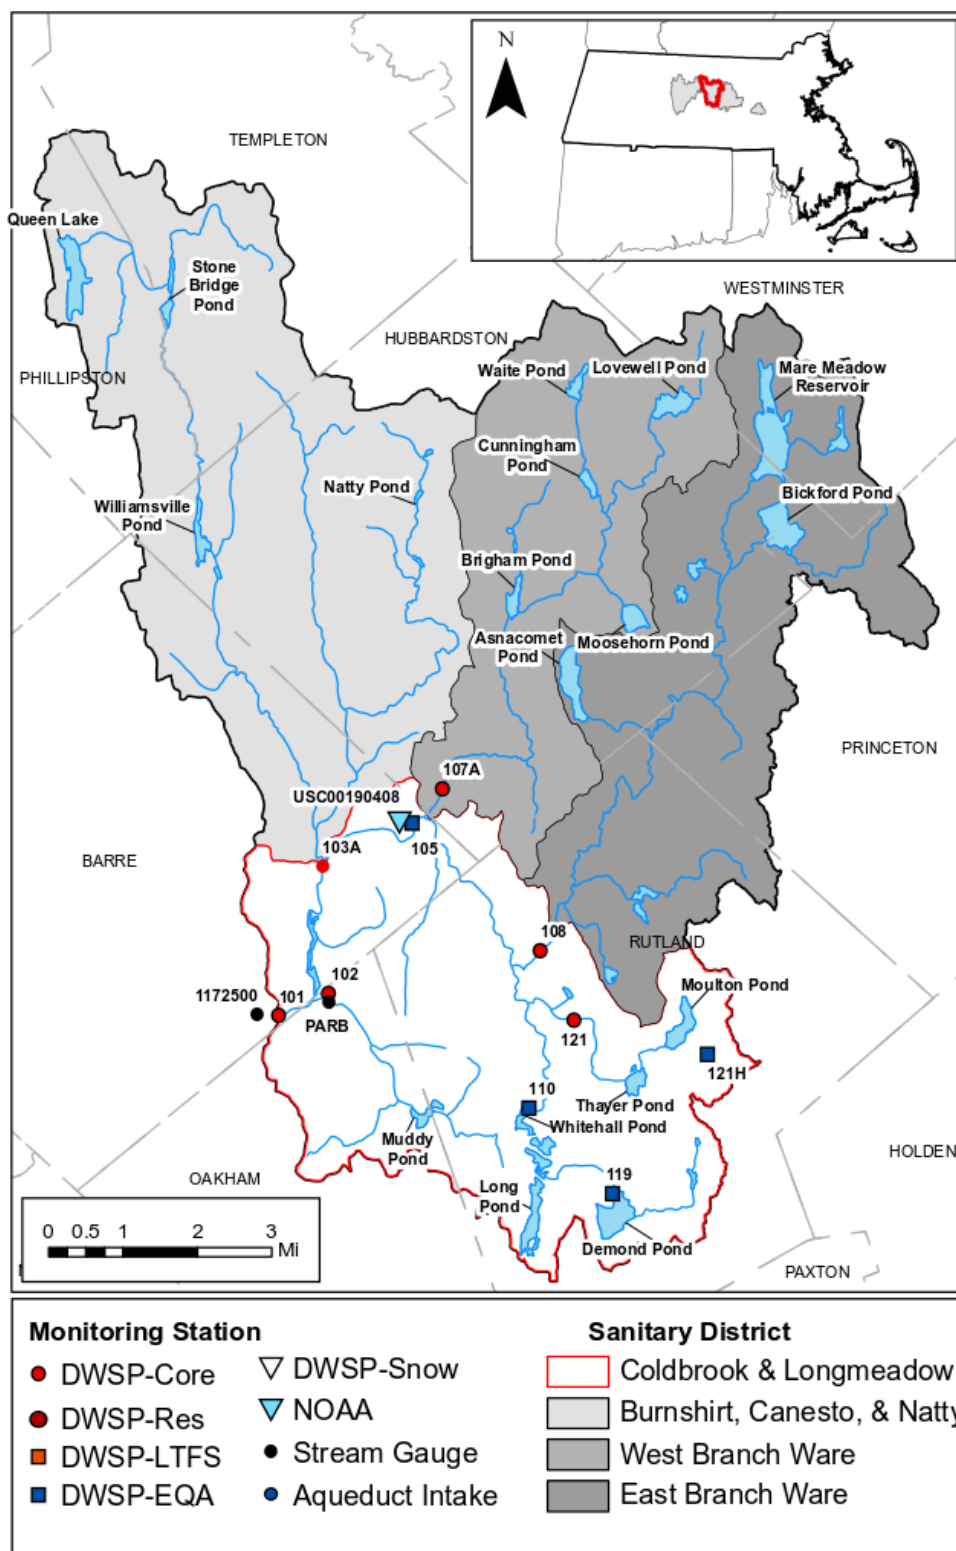 N
TEMPLETON
Queen Lake
Stone
Bridge
Pond
WESTMINSTER
HUBBARDSTON
PHILLIPSTON
Waite Pond
Lovewell Pond
Mare Meadow
Reservoir
Cunningham
Pond
Natty Pond
Bickford Pond
Williamsville
Pond
Brigham Pond
Asnacomet
Pond
Moosehorn Pond
PRINCETON
107A
USC00190408
103A
105
BARRE
108
RUTLAND
102
Moulton Pond
1172500
101
PARB
121
121H
110
Thayer Pond
Whitehall Pond
Muddy
Pond
HOLDEN
OAKHAM
119
Long
Pond
0 0.5 1 2 3
Mi
Demond Pond
PAXTON
Monitoring Station
DWSP-Core
DWSP-Res
DWSP-LTFS
DWSP-EQA
DWSP-Snow
NOAA
Stream Gauge
Aqueduct Intake
Sanitary District
Coldbrook & Longmeadow
Burnshirt, Canesto, & Natty
West Branch Ware
East Branch Ware